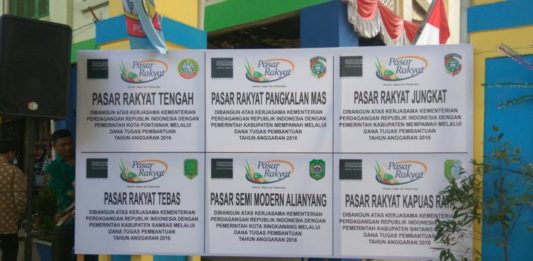 Pasar
Rakyat
PASAR RAKYAT TENGAH
DIBANGUN ATAS KERJASAMA KEMENTERIAN
PERDAGANGAN REPUBLIK INDONESIA DENGAN
PEMERINTAH KOTA PONTIANAK MELALUI
DANA TUGAS PEMBANTUAN
TAHUN ANGGARAN 2016
Pasar
Rakyat
PASAR RAKYAT PANGKALAN MAS
DIBANGUN ATAS KERJASAMA KEMENTERIAN
PERDAGANGAN REPUBLIK INDONESIA DENGAN
PEMERINTAH KABUPATEN MEMPAWAH MELALUI
DANA TUGAS PEMBANTUAN
TAHUN ANGGARAN 2016
Pasar
Rakyat
PASAR RAKYAT JUNGKAT
DIBANGUN ATAS KERJASAMA KEMENTERIAN
PERDAGANGAN REPUBLIK INDONESIA DENGAN
PEMERINTAH KABUPATEN MEMPAWAH MELALUI
DANA TUGAS PEMBANTUAN
TAHUN ANGGARAN 2016
Pasar
Rakyat
PASAR RAKYAT TEBAS
DIBANGUN ATAS KERJASAMA KEMENTERIAN
PERDAGANGAN REPUBLIK INDONESIA DENGAN
PEMERINTAH KABUPATEN SAMBAS MELALUI
DANA TUGAS PEMBANTUAN
TAHUN ANGGARAN 2016
Pasar
Rakyat
PASAR SEMI MODERN ALIANYANG
DIBANGUN ATAS KERJASAMA KEMENTERIAN
PERDAGANGAN REPUBLIK INDONESIA DENGAN
PEMERINTAH KOTA SINGKAWANG MELALUI
DANA TUGAS PEMBANTUAN
TAHUN ANGGARAN 2016
Pasar
Rakyat
PASAR RAKYAT KAPUAS
DIBANGUN ATAS KERJASAMA KEMENTERIAN
PERDAGANGAN REPUBLIK INDONESIA DENGAN
PEMERINTAH KABUPATEN SINTANG
DANA TUGAS PEMBANTUAN
TAHUN ANGGARAN 2016